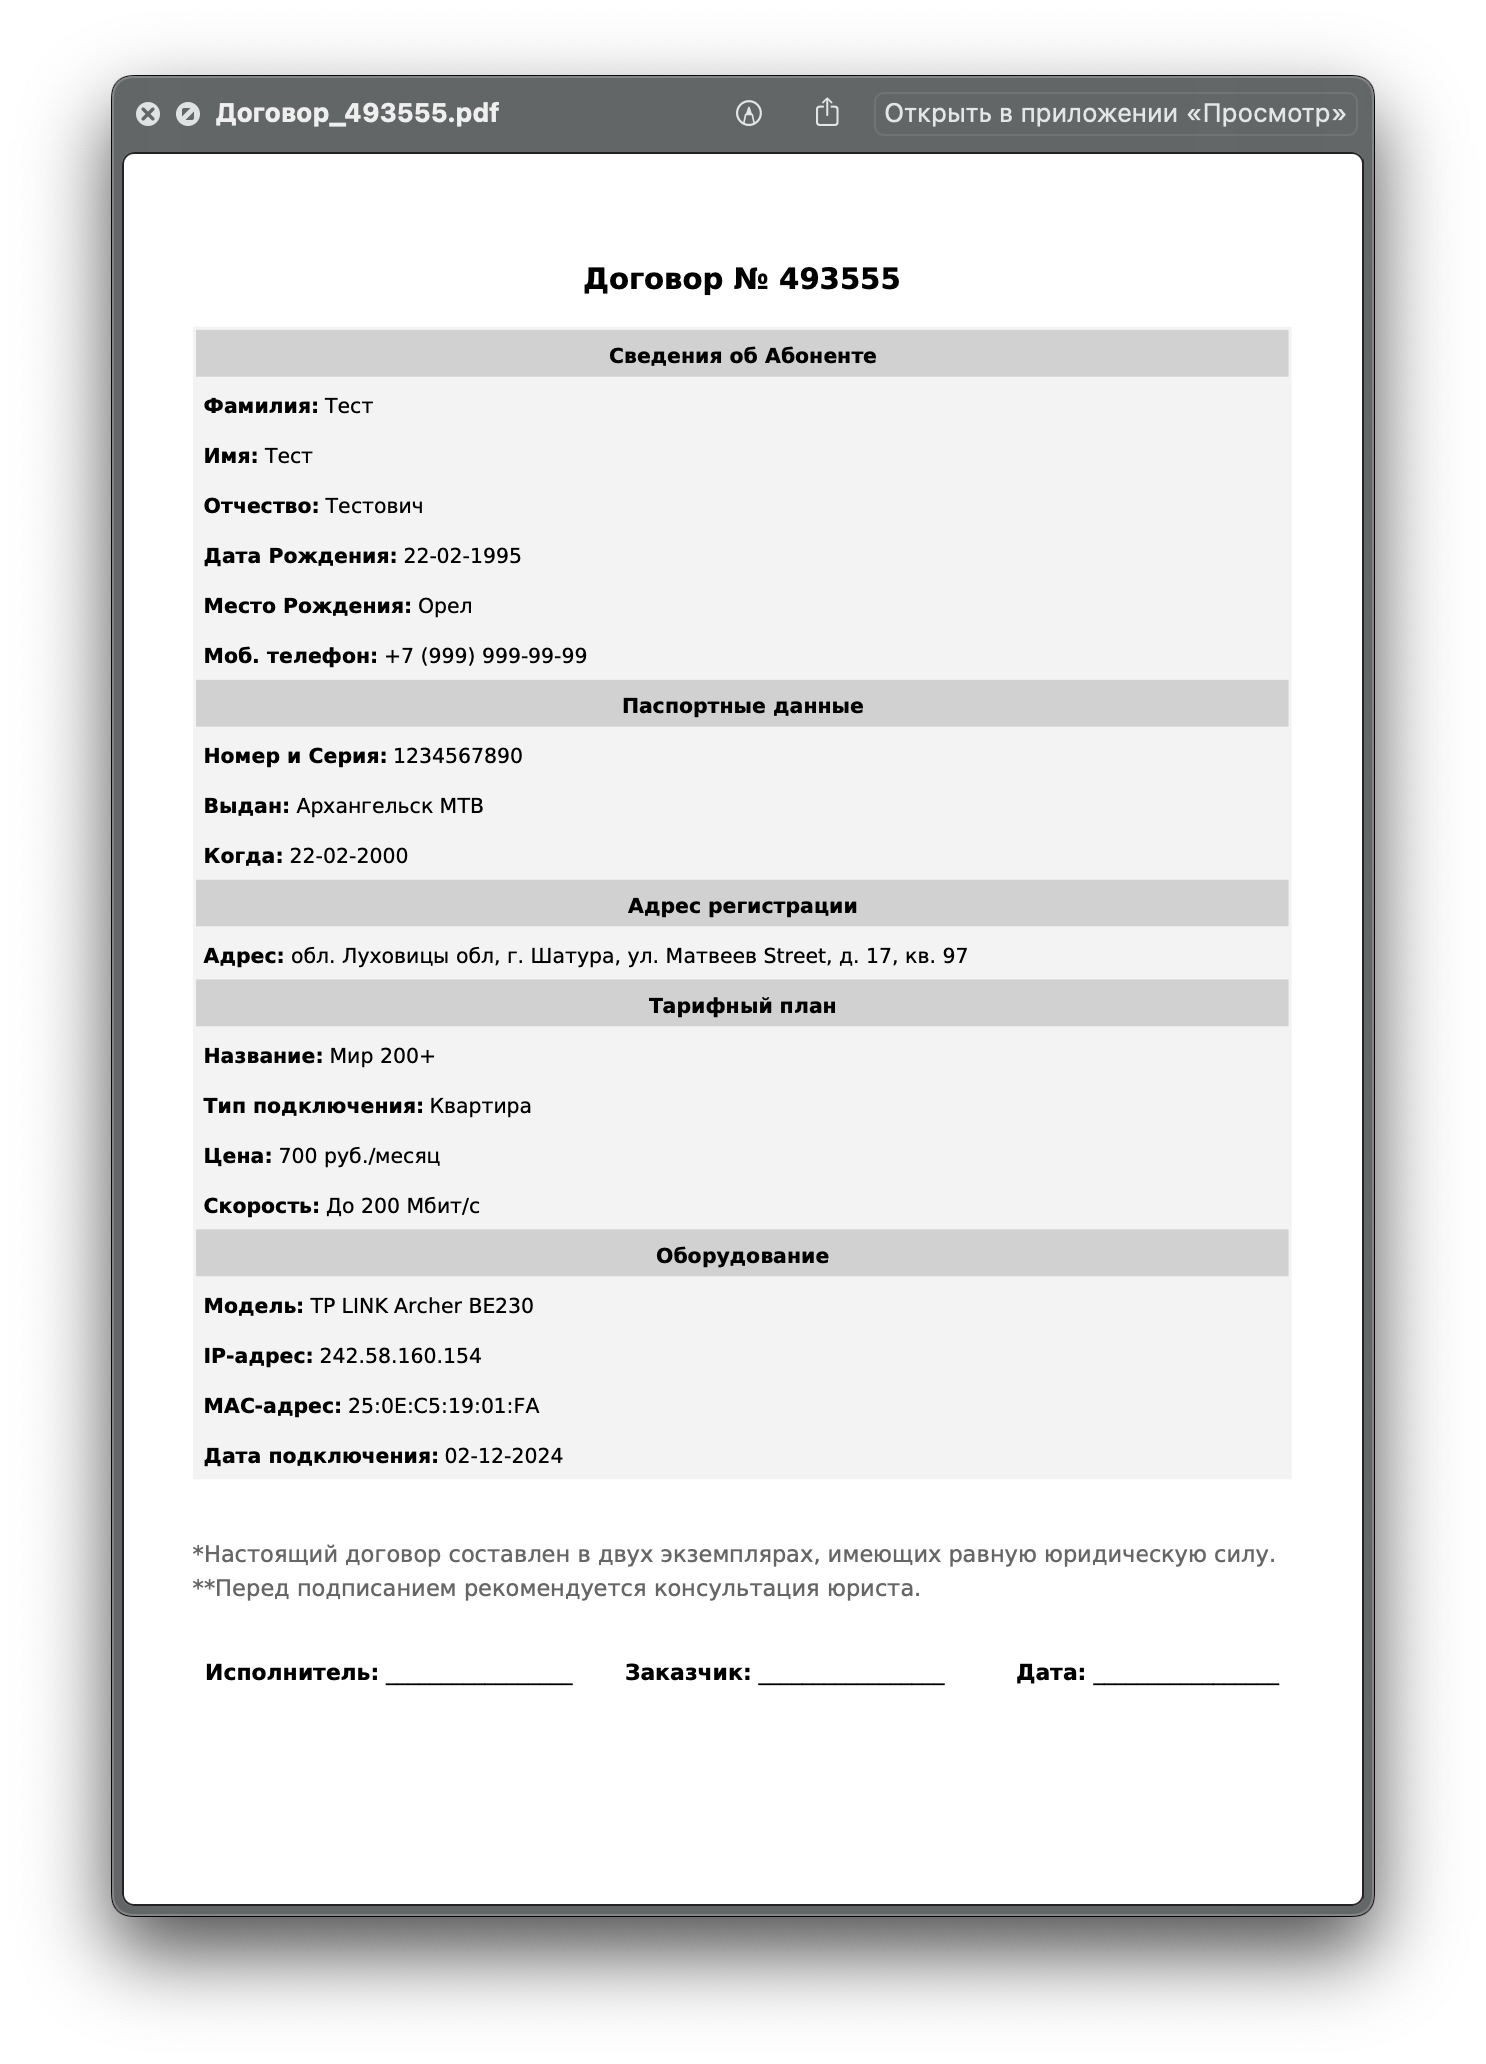 Договор_493555.pdf
Открыть в приложении «Просмотр»
Договор № 493555
Сведения об Абоненте
Фамилия: Тест
Имя: Тест
Отчество: Тестович
Дата Рождения: 22-02-1995
Место Рождения: Орел
Моб. телефон: +7 (999) 999-99-99
Паспортные данные
Номер и Серия: 1234567890
Выдан: Архангельск МТВ
Когда: 22-02-2000
Адрес регистрации
Адрес: обл. Луховицы обл, г. Шатура, ул. Матвеев Street, д. 17, кв. 97
Тарифный план
Название: Мир 200+
Тип подключения: Квартира
Цена: 700 руб./месяц
Скорость: До 200 Мбит/с
Оборудование
Модель: TP LINK Archer BE230
IP-адрес: 242.58.160.154
MAC-адрес: 25:0E:C5:19:01:FA
Дата подключения: 02-12-2024
*Настоящий договор составлен в двух экземплярах, имеющих равную юридическую силу.
**Перед подписанием рекомендуется консультация юриста.
Исполнитель: _________________ Заказчик: _________________ Дата: _________________